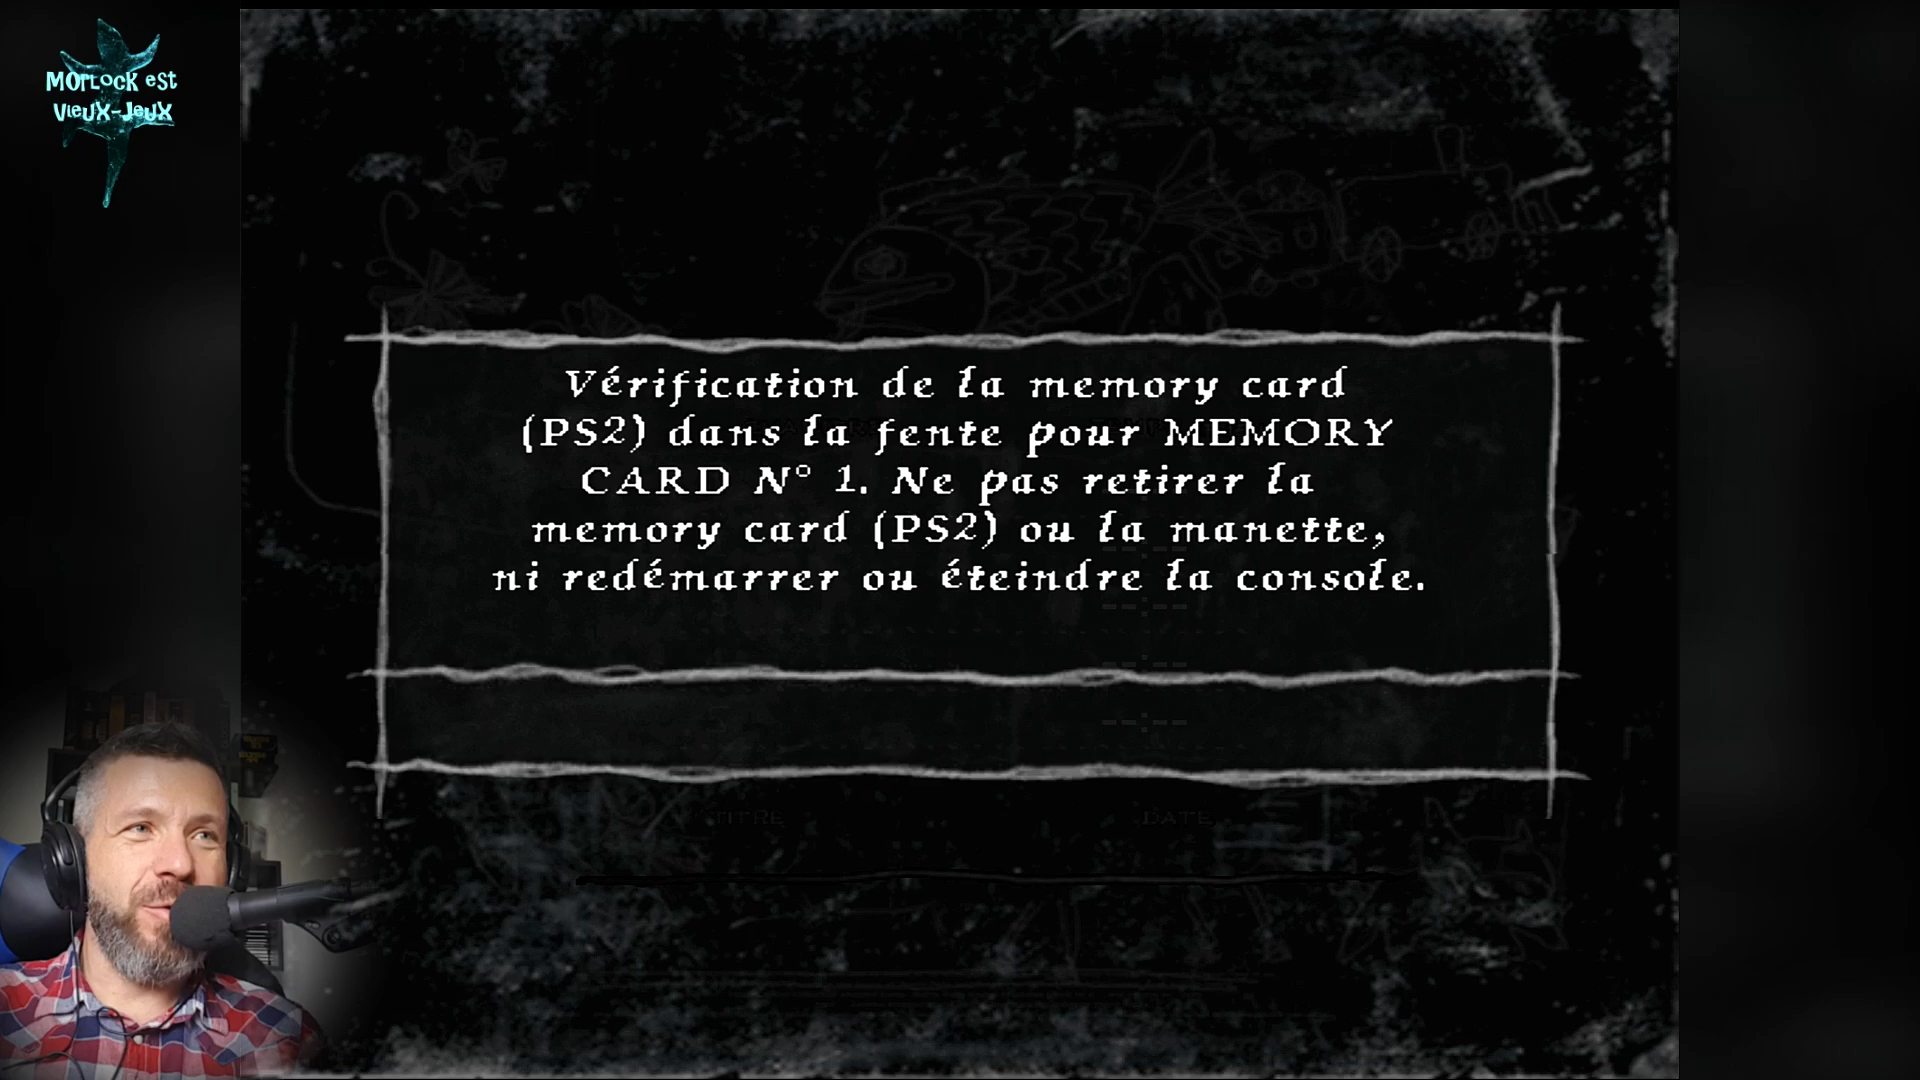 MOrLOCK est
VIeUX-JeUX
Vérification de la memory card
(PS2) dans la fente pour MEMORY
CARD N° 1. Ne pas retirer la
memory card (PS2) ou la manette,
ni redémarrer ou éteindre la console.
--:--
--:--
--:--
--:--
TITRE DATE